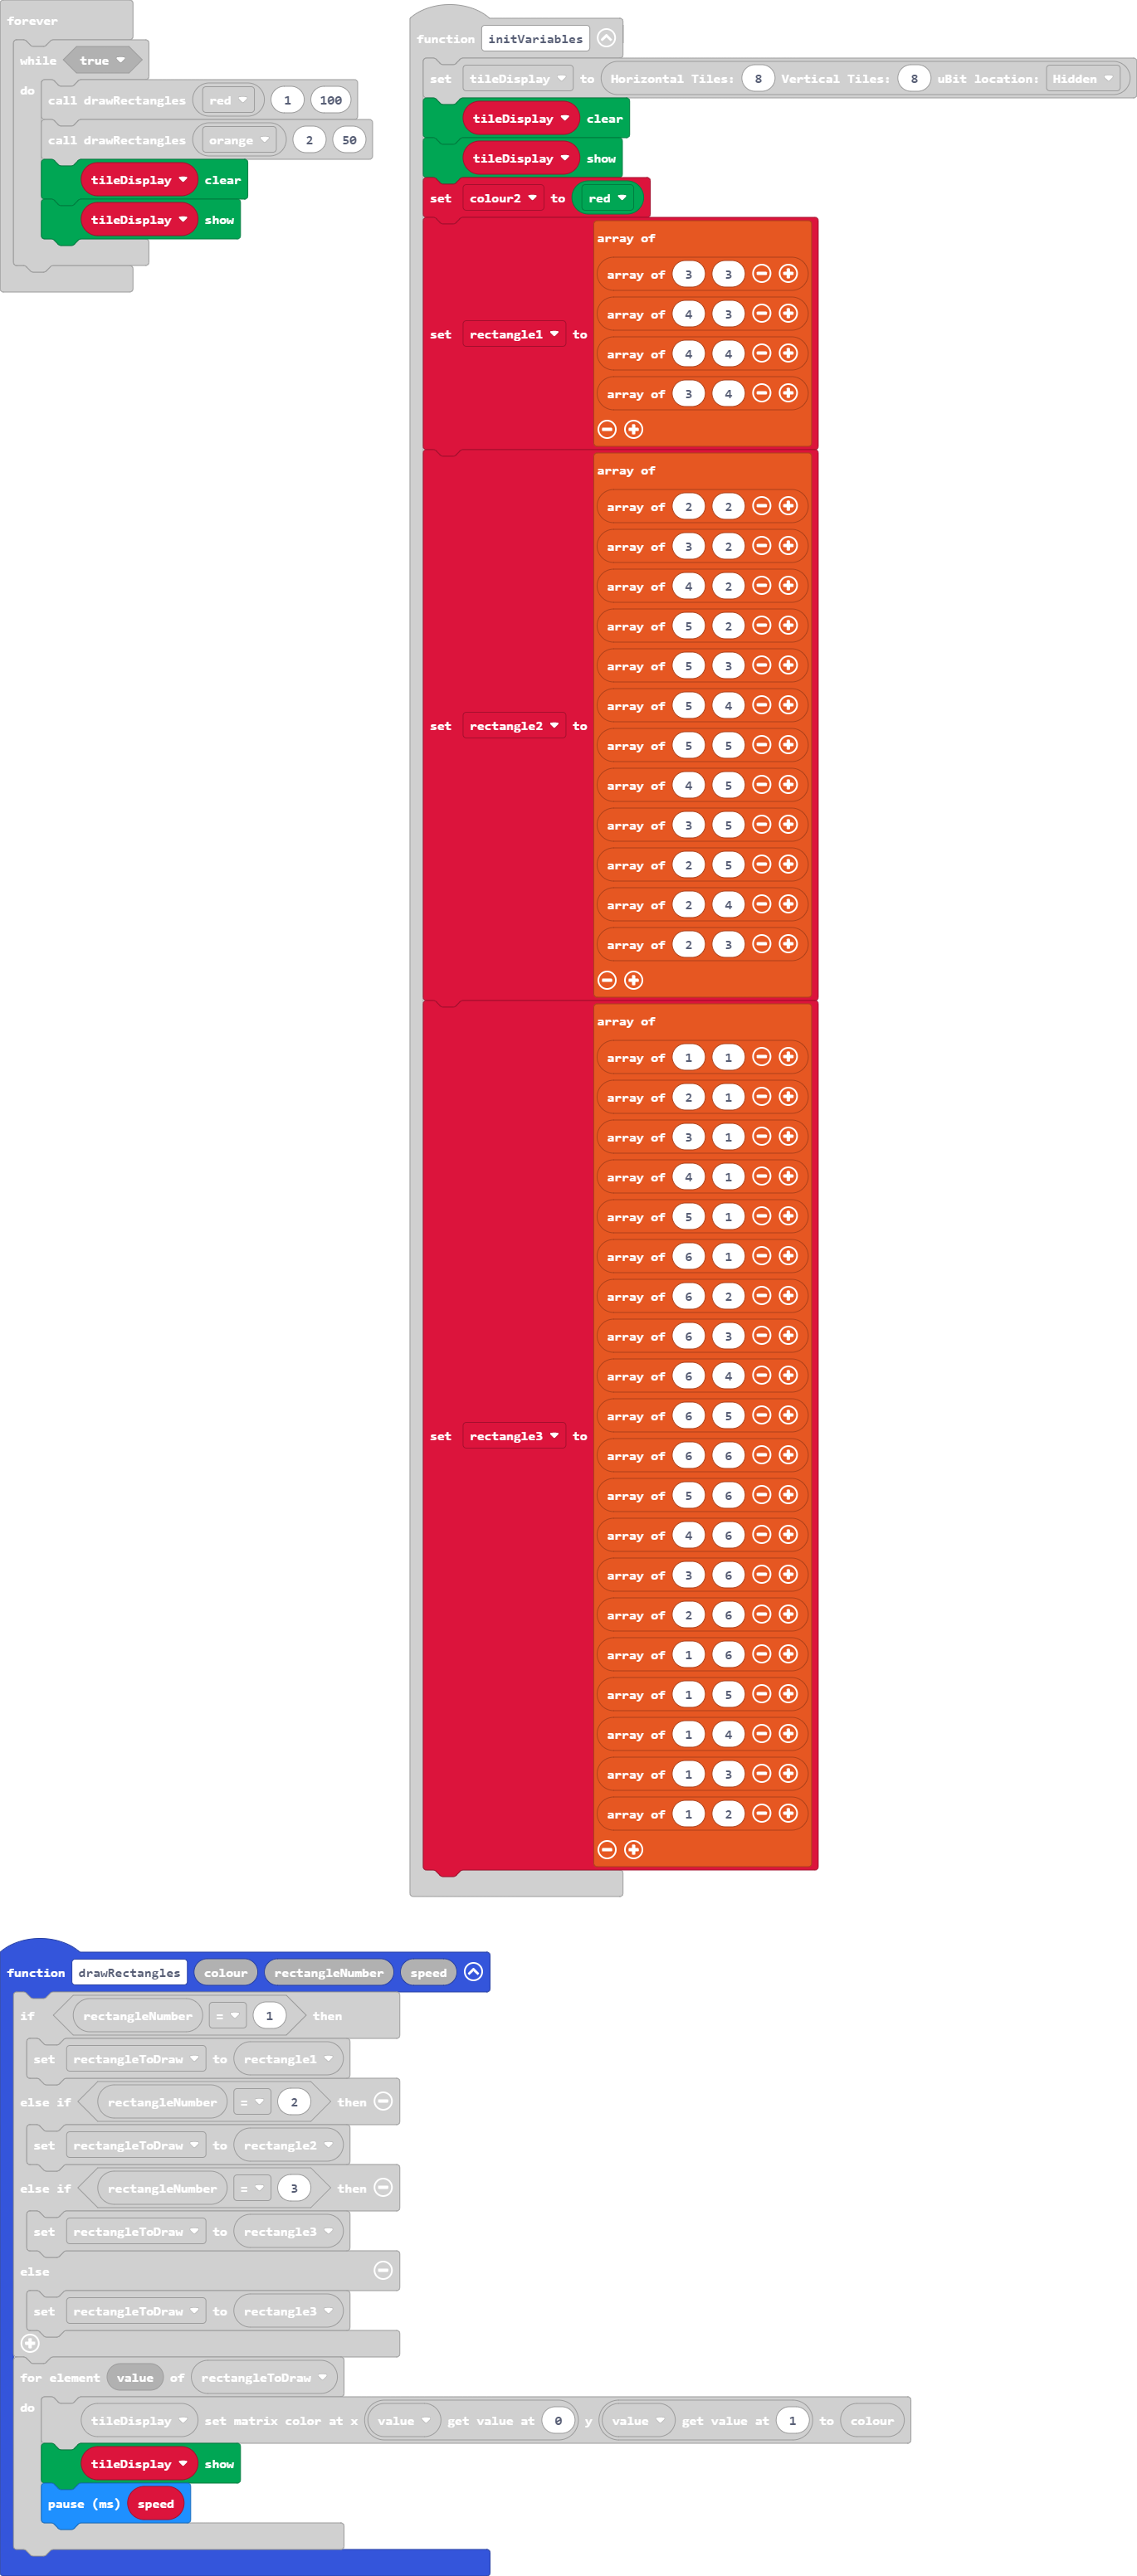 forever
while true
do
call drawRectangles red 1 100
call drawRectangles orange 2 50
tileDisplay clear
tileDisplay show
function initVariables
set tileDisplay to Horizontal Tiles: 8 Vertical Tiles: 8 uBit location: Hidden
tileDisplay clear
tileDisplay show
set colour2 to red
set rectangle1 to
array of
array of 3 3
array of 4 3
array of 4 4
array of 3 4
set rectangle2 to
array of
array of 2 2
array of 3 2
array of 4 2
array of 5 2
array of 5 3
array of 5 4
array of 5 5
array of 4 5
array of 3 5
array of 2 5
array of 2 4
array of 2 3
set rectangle3 to
array of
array of 1 1
array of 2 1
array of 3 1
array of 4 1
array of 5 1
array of 6 1
array of 6 2
array of 6 3
array of 6 4
array of 6 5
array of 6 6
array of 5 6
array of 4 6
array of 3 6
array of 2 6
array of 1 6
array of 1 5
array of 1 4
array of 1 3
array of 1 2
function drawRectangles colour rectangleNumber speed
if rectangleNumber = 1 then
set rectangleToDraw to rectangle1
else if rectangleNumber = 2 then
set rectangleToDraw to rectangle2
else if rectangleNumber = 3 then
set rectangleToDraw to rectangle3
else
set rectangleToDraw to rectangle3
for element value of rectangleToDraw
do
tileDisplay set matrix color at x value get value at 0 y value get value at 1 to colour
tileDisplay show
pause (ms) speed